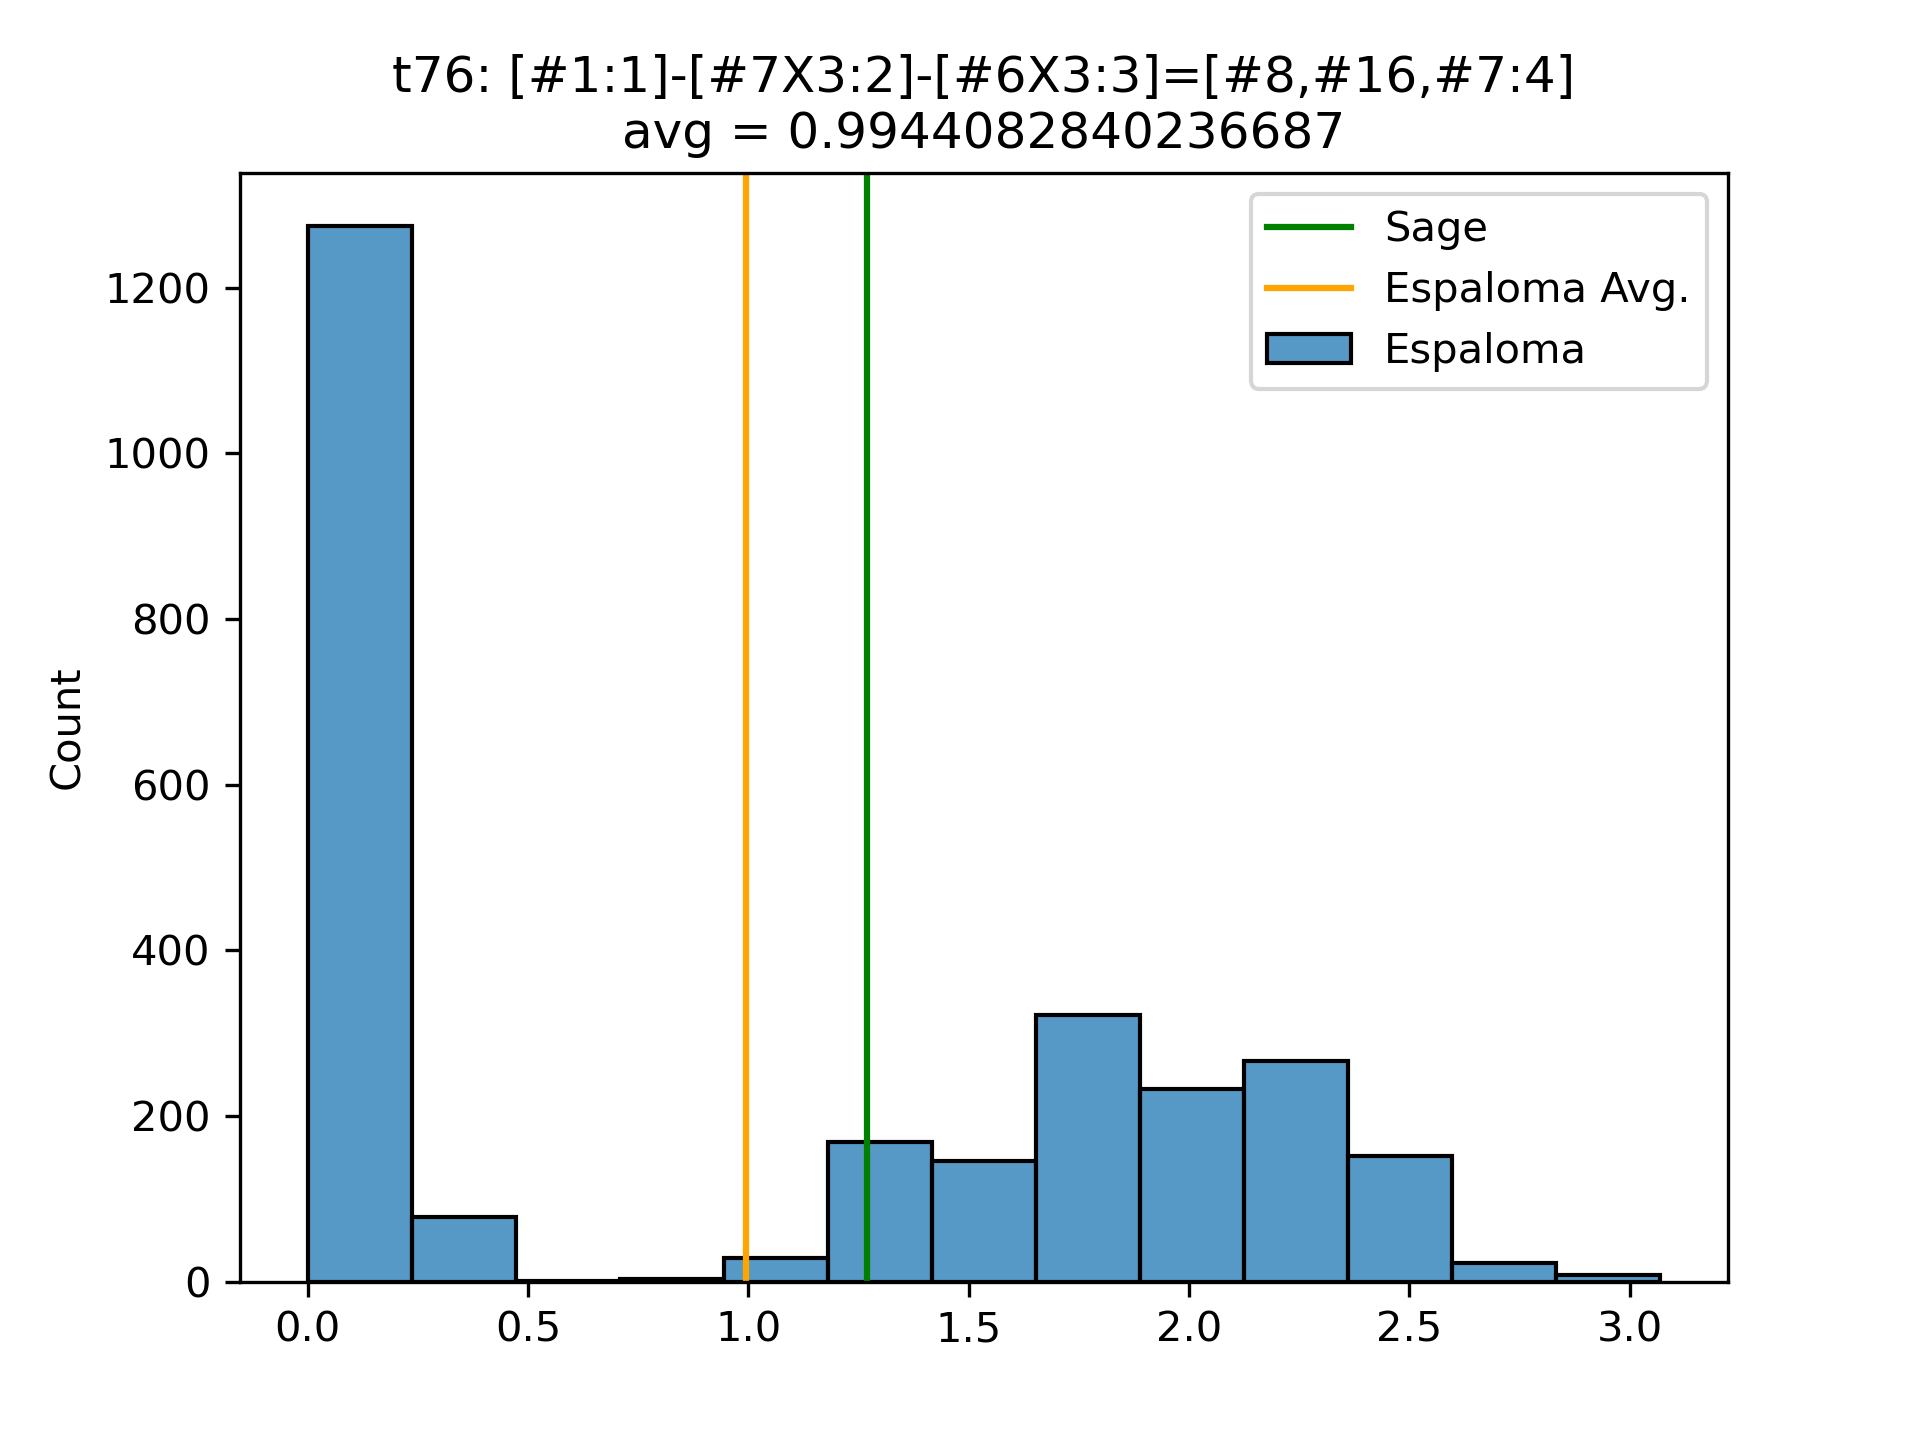 t76: [#1:1]-[#7X3:2]-[#6X3:3]=[#8,#16,#7:4]
avg = 0.9944082840236687
Sage
Espaloma Avg.
Espaloma
1200
1000
800
600
400
200
0
Count
0.0 0.5 1.0 1.5 2.0 2.5 3.0